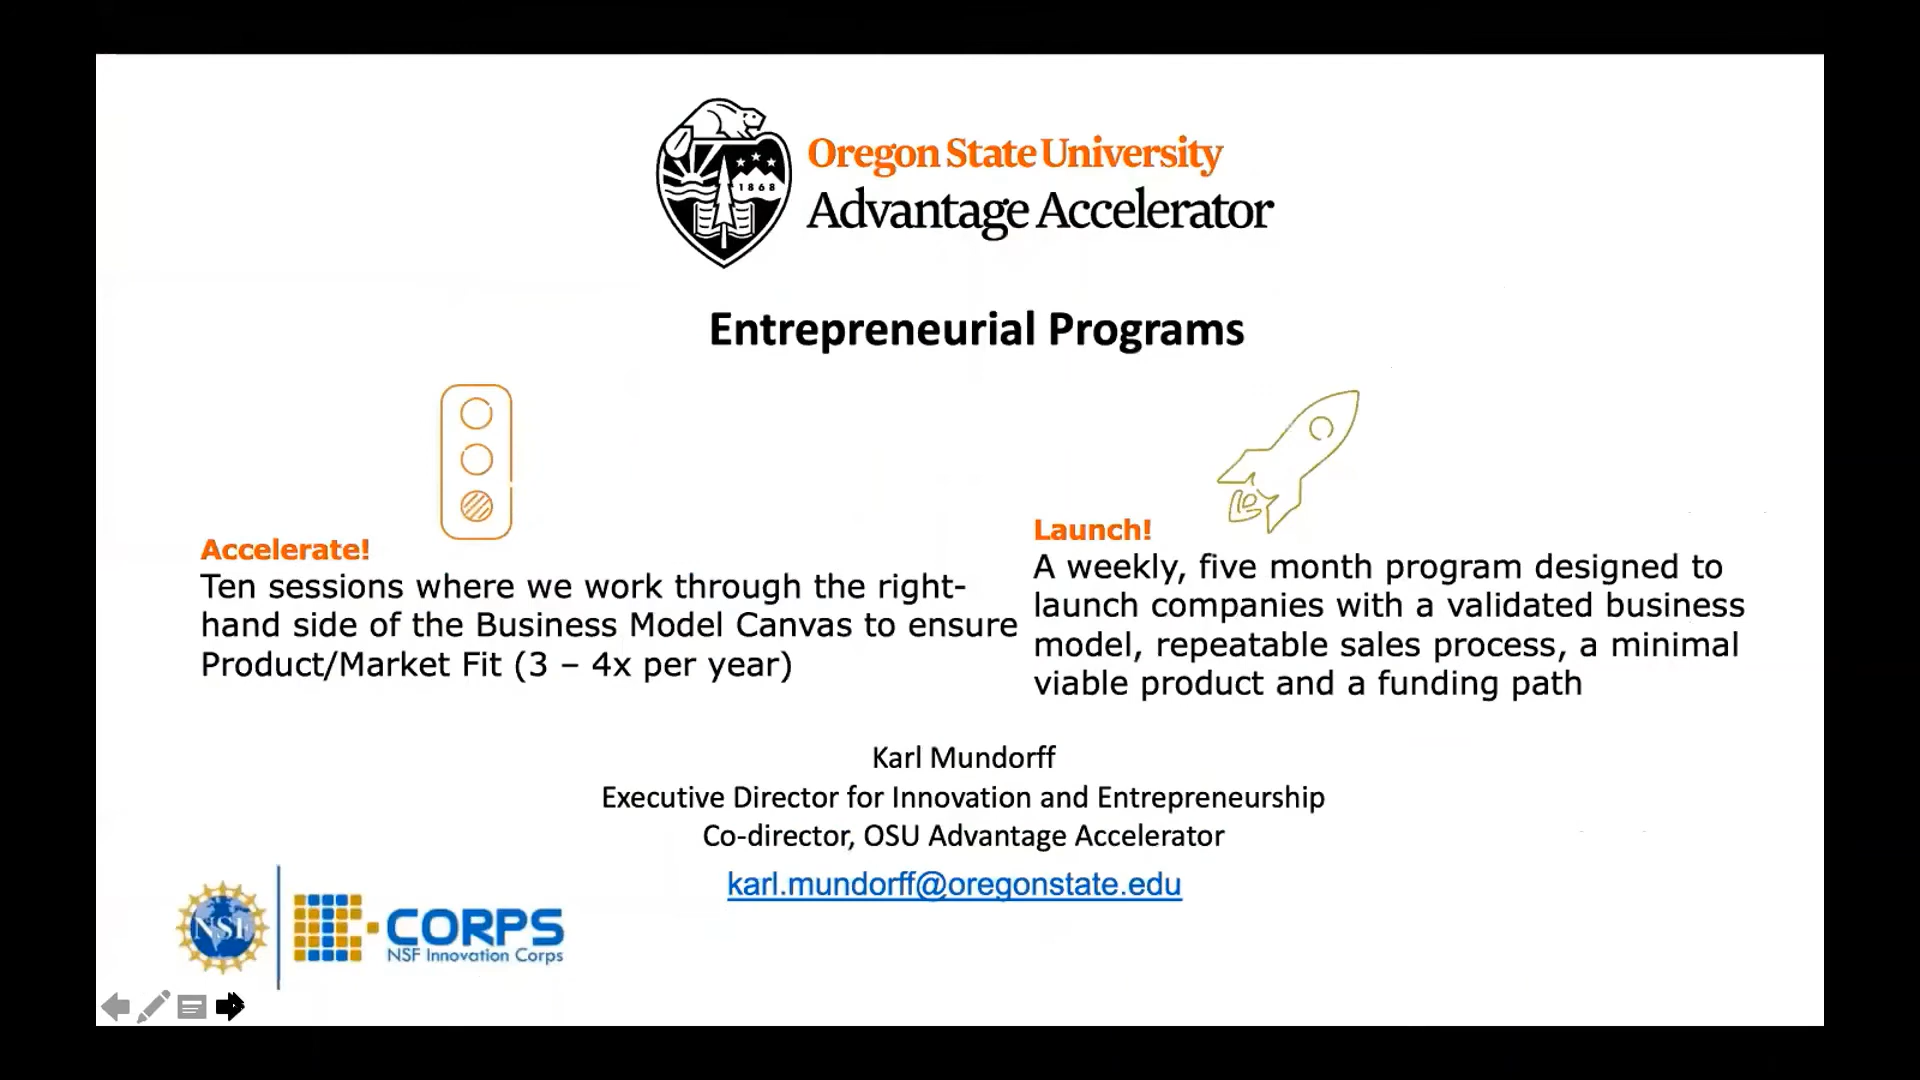 Oregon State University
Advantage Accelerator
1868
Entrepreneurial Programs
Accelerate!
Ten sessions where we work through the right-
hand side of the Business Model Canvas to ensure
Product/Market Fit (3 – 4x per year)
Launch!
A weekly, five month program designed to
launch companies with a validated business
model, repeatable sales process, a minimal
viable product and a funding path
Karl Mundorff
Executive Director for Innovation and Entrepreneurship
Co-director, OSU Advantage Accelerator
karl.mundorff@oregonstate.edu
NSF
I-CORPS
NSF Innovation Corps